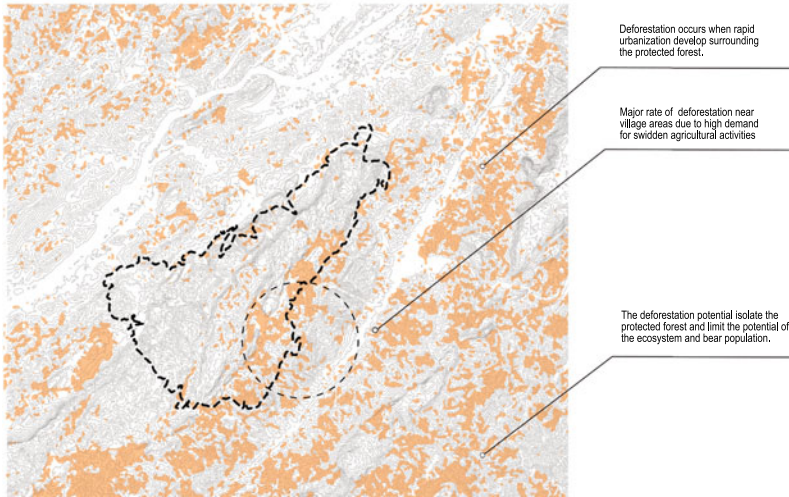 Deforestation occurs when rapid
urbanization develop surrounding
the protected forest.
Major rate of deforestation near
village areas due to high demand
for swidden agricultural activities
The deforestation potential isolate the
protected forest and limit the potential of
the ecosystem and bear population.